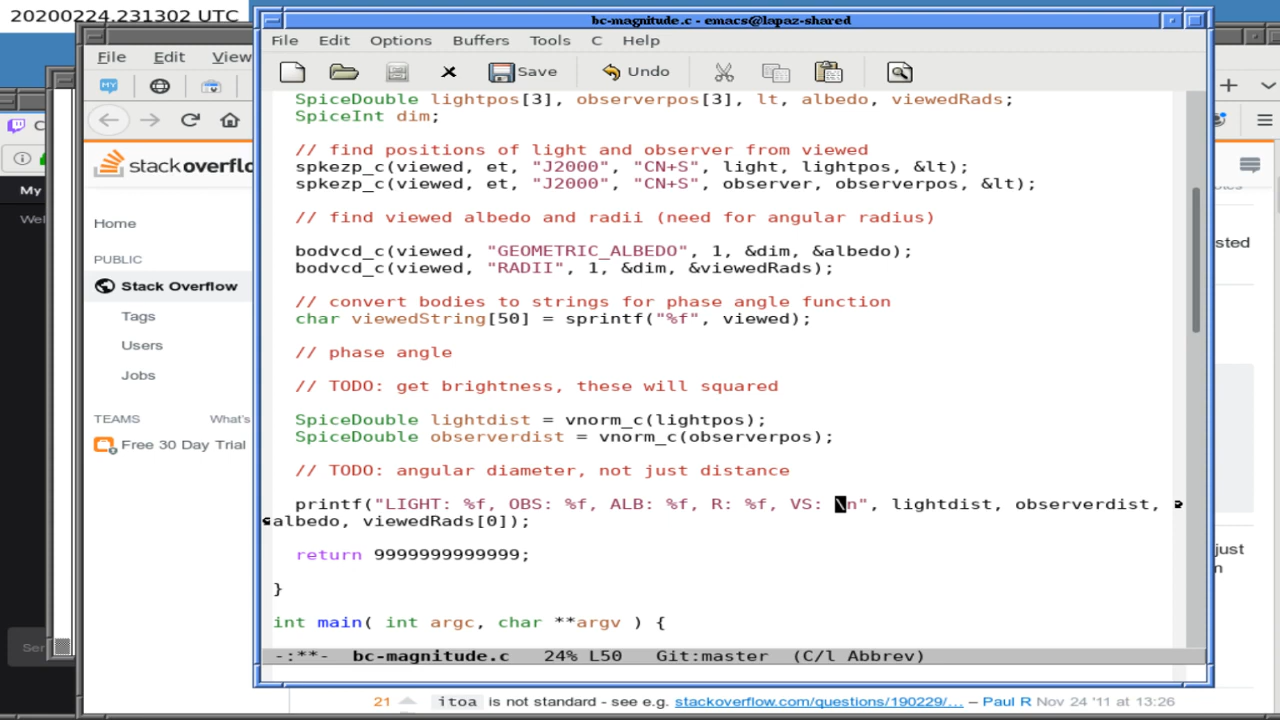 20200224.231302 UTC
bc-magnitude.c - emacs@lapaz-shared
File Edit Options Buffers Tools C Help
Save Undo
SpiceDouble lightpos[3], observerpos[3], lt, albedo, viewedRads;
SpiceInt dim;
// find positions of light and observer from viewed
spkezp_c(viewed, et, "J2000", "CN+S", light, lightpos, &lt);
spkezp_c(viewed, et, "J2000", "CN+S", observer, observerpos, &lt);
// find viewed albedo and radii (need for angular radius)
bodvcd_c(viewed, "GEOMETRIC_ALBEDO", 1, &dim, &albedo);
bodvcd_c(viewed, "RADII", 1, &dim, &viewedRads);
// convert bodies to strings for phase angle function
char viewedString[50] = sprintf("%f", viewed);
// phase angle
// TODO: get brightness, these will squared
SpiceDouble lightdist = vnorm_c(lightpos);
SpiceDouble observerdist = vnorm_c(observerpos);
// TODO: angular diameter, not just distance
printf("LIGHT: %f, OBS: %f, ALB: %f, R: %f, VS: \n", lightdist, observerdist,
albedo, viewedRads[0]);
return 9999999999999;
}
int main( int argc, char **argv ) {
-:**- bc-magnitude.c 24% L50 Git:master (C/l Abbrev)
File Edit View
stackoverflo
Home
PUBLIC
Stack Overflow
Tags
Users
Jobs
TEAMS What's
Free 30 Day Trial
My
Wel
Ser
sted
just
21 itoa is not standard - see e.g. stackoverflow.com/questions/190229/… – Paul R Nov 24 '11 at 13:26